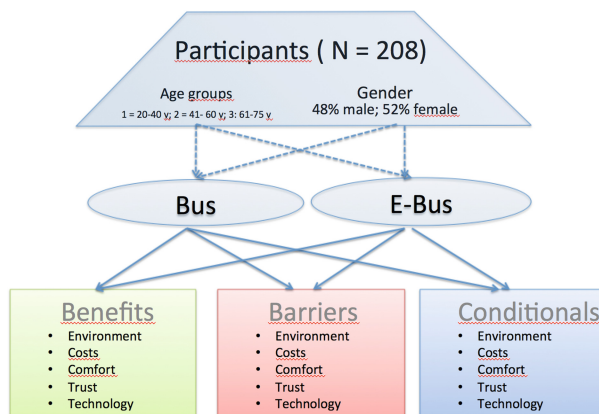 Participants ( N = 208)
Age groups
1 = 20-40 y; 2 = 41- 60 y; 3: 61-75 y
Gender
48% male; 52% female
Bus
E-Bus
Benefits
• Environment
• Costs
• Comfort
• Trust
• Technology
Barriers
• Environment
• Costs
• Comfort
• Trust
• Technology
Conditionals
• Environment
• Costs
• Comfort
• Trust
• Technology